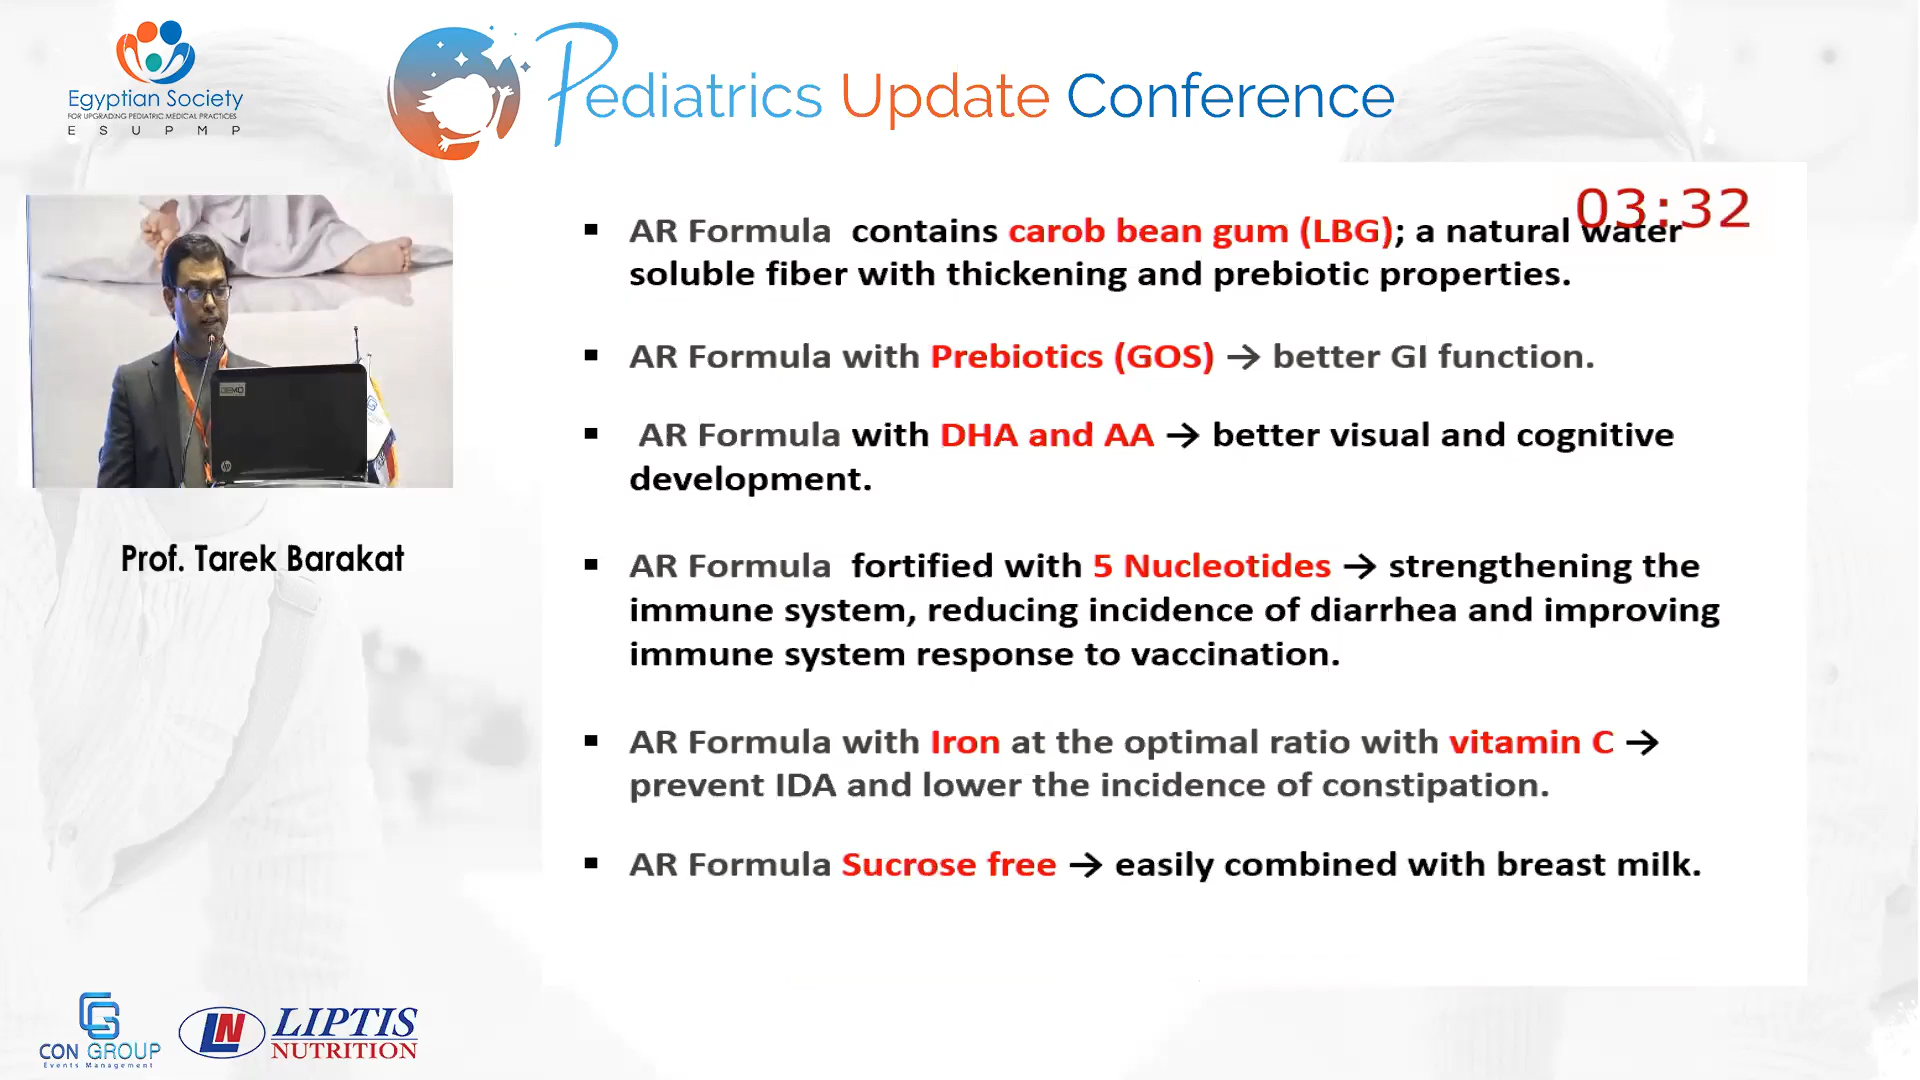 Egyptian Society
FOR UPGRADING PEDIATRIC MEDICAL PRACTICES
E S U P M P
Pediatrics Update Conference
03:32
▪ AR Formula contains carob bean gum (LBG); a natural water
soluble fiber with thickening and prebiotic properties.
▪ AR Formula with Prebiotics (GOS) → better GI function.
▪ AR Formula with DHA and AA → better visual and cognitive
development.
▪ AR Formula fortified with 5 Nucleotides → strengthening the
immune system, reducing incidence of diarrhea and improving
immune system response to vaccination.
▪ AR Formula with Iron at the optimal ratio with vitamin C →
prevent IDA and lower the incidence of constipation.
▪ AR Formula Sucrose free → easily combined with breast milk.
hp
Prof. Tarek Barakat
CON GROUP
Events Management
LN
LIPTIS
NUTRITION